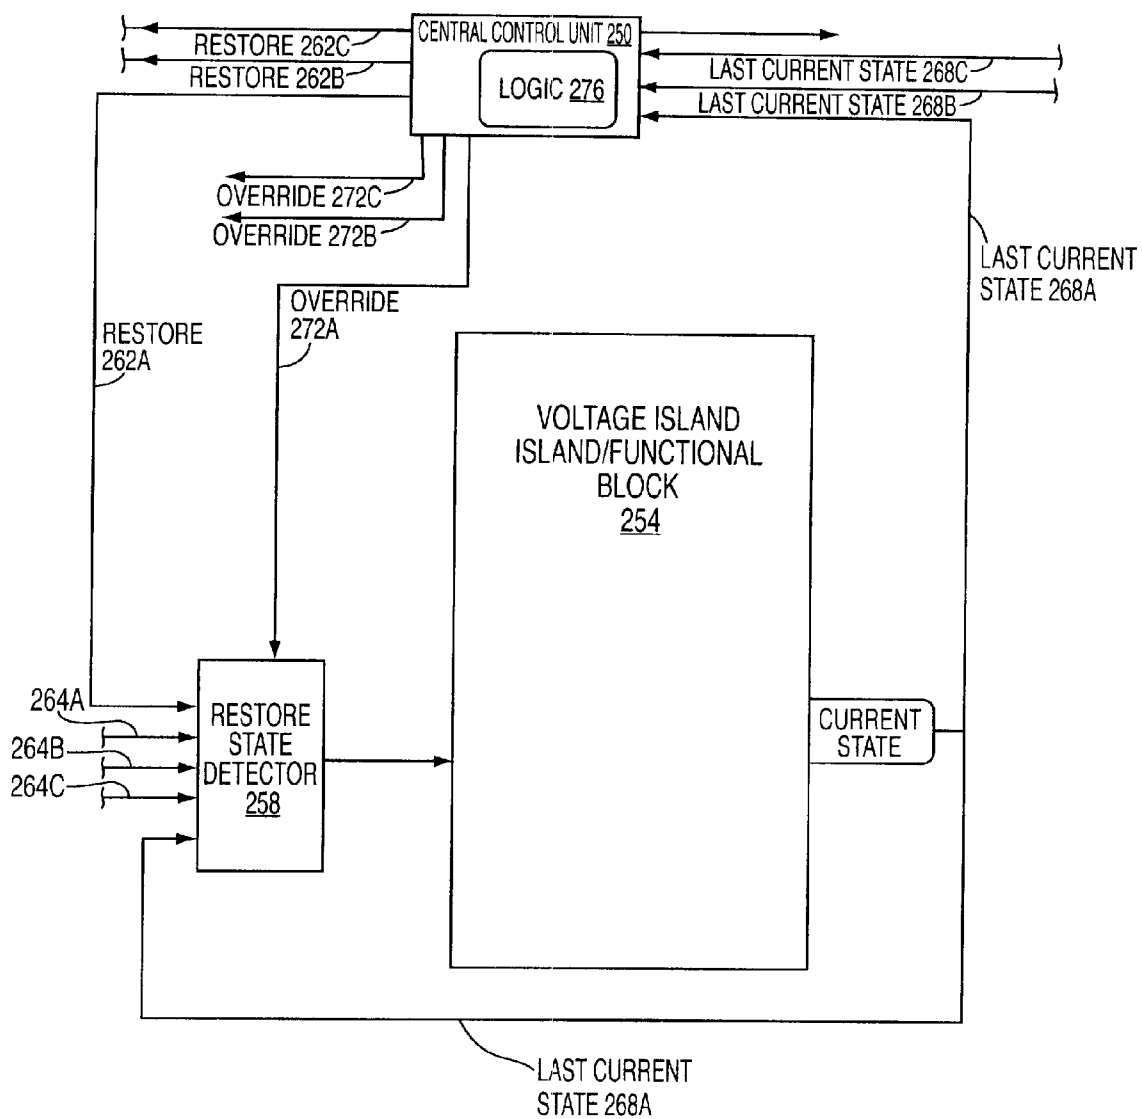 CENTRAL CONTROL UNIT 250
RESTORE 262C
RESTORE 262B
LOGIC 276
LAST CURRENT STATE 268C
LAST CURRENT STATE 268B
OVERRIDE 272C
OVERRIDE 272B
LAST CURRENT
STATE 268A
OVERRIDE
272A
RESTORE
262A
VOLTAGE ISLAND
ISLAND/FUNCTIONAL
BLOCK
254
264A
264B
264C
RESTORE
STATE
DETECTOR
258
CURRENT
STATE
LAST CURRENT
STATE 268A